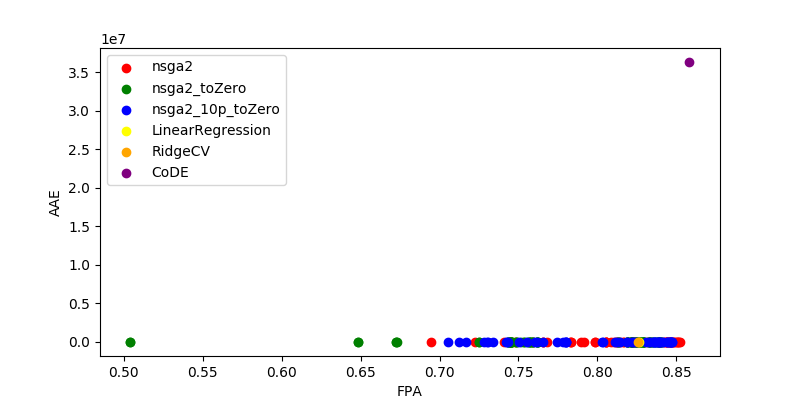 1e7
nsga2
nsga2_toZero
nsga2_10p_toZero
LinearRegression
RidgeCV
CoDE
3.5
3.0
2.5
2.0
1.5
1.0
0.5
0.0
AAE
0.50 0.55 0.60 0.65 0.70 0.75 0.80 0.85
FPA